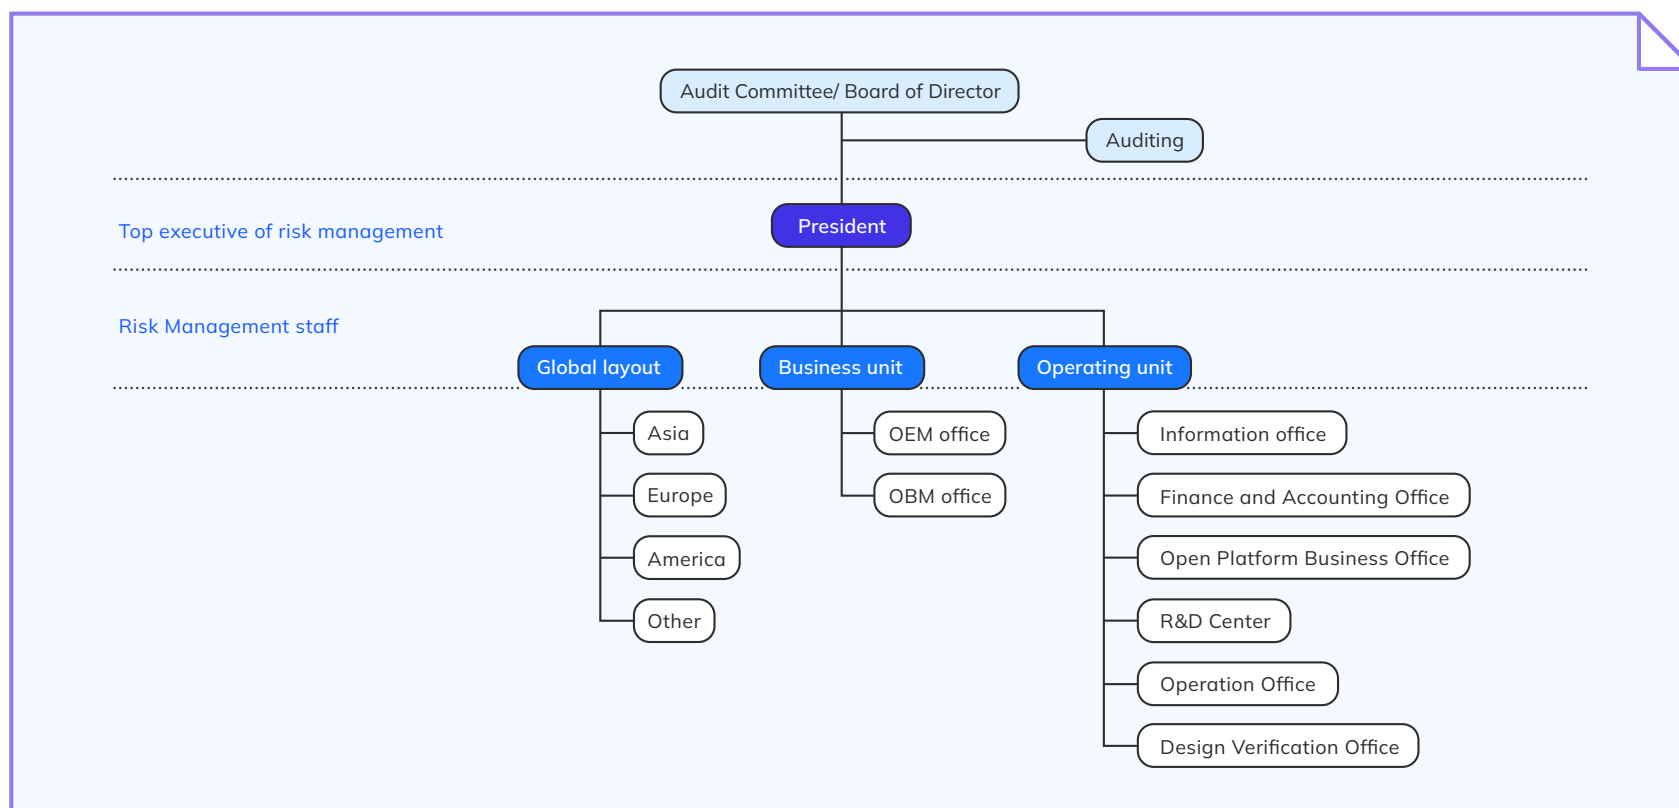 Audit Committee/ Board of Director
Auditing
Top executive of risk management
President
Risk Management staff
Global layout
Business unit
Operating unit
Asia
Europe
America
Other
OEM office
OBM office
Information office
Finance and Accounting Office
Open Platform Business Office
R&D Center
Operation Office
Design Verification Office